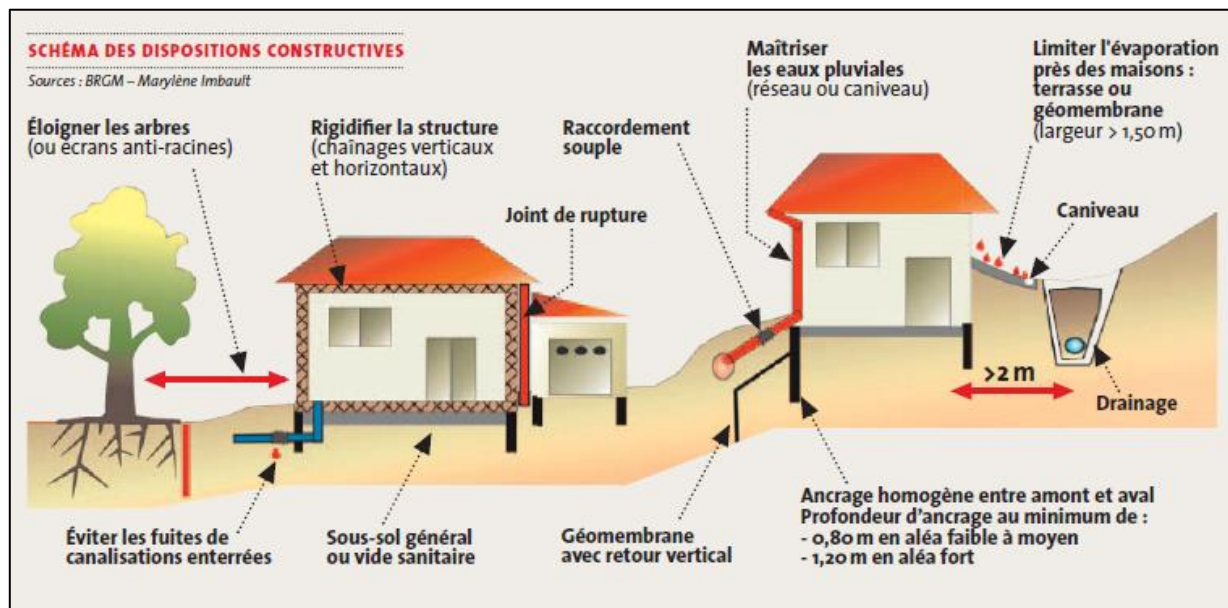 SCHÉMA DES DISPOSITIONS CONSTRUCTIVES
Sources : BRGM – Marylène Imbault
Éloigner les arbres
(ou écrans anti-racines)
Rigidifier la structure
(chaînages verticaux
et horizontaux)
Joint de rupture
Raccordement
souple
Maîtriser
les eaux pluviales
(réseau ou caniveau)
Limiter l'évaporation
près des maisons :
terrasse ou
géomembrane
(largeur > 1,50 m)
Caniveau
>2 m
Drainage
Éviter les fuites de
canalisations enterrées
Sous-sol général
ou vide sanitaire
Géomembrane
avec retour vertical
Ancrage homogène entre amont et aval
Profondeur d'ancrage au minimum de :
- 0,80 m en aléa faible à moyen
- 1,20 m en aléa fort